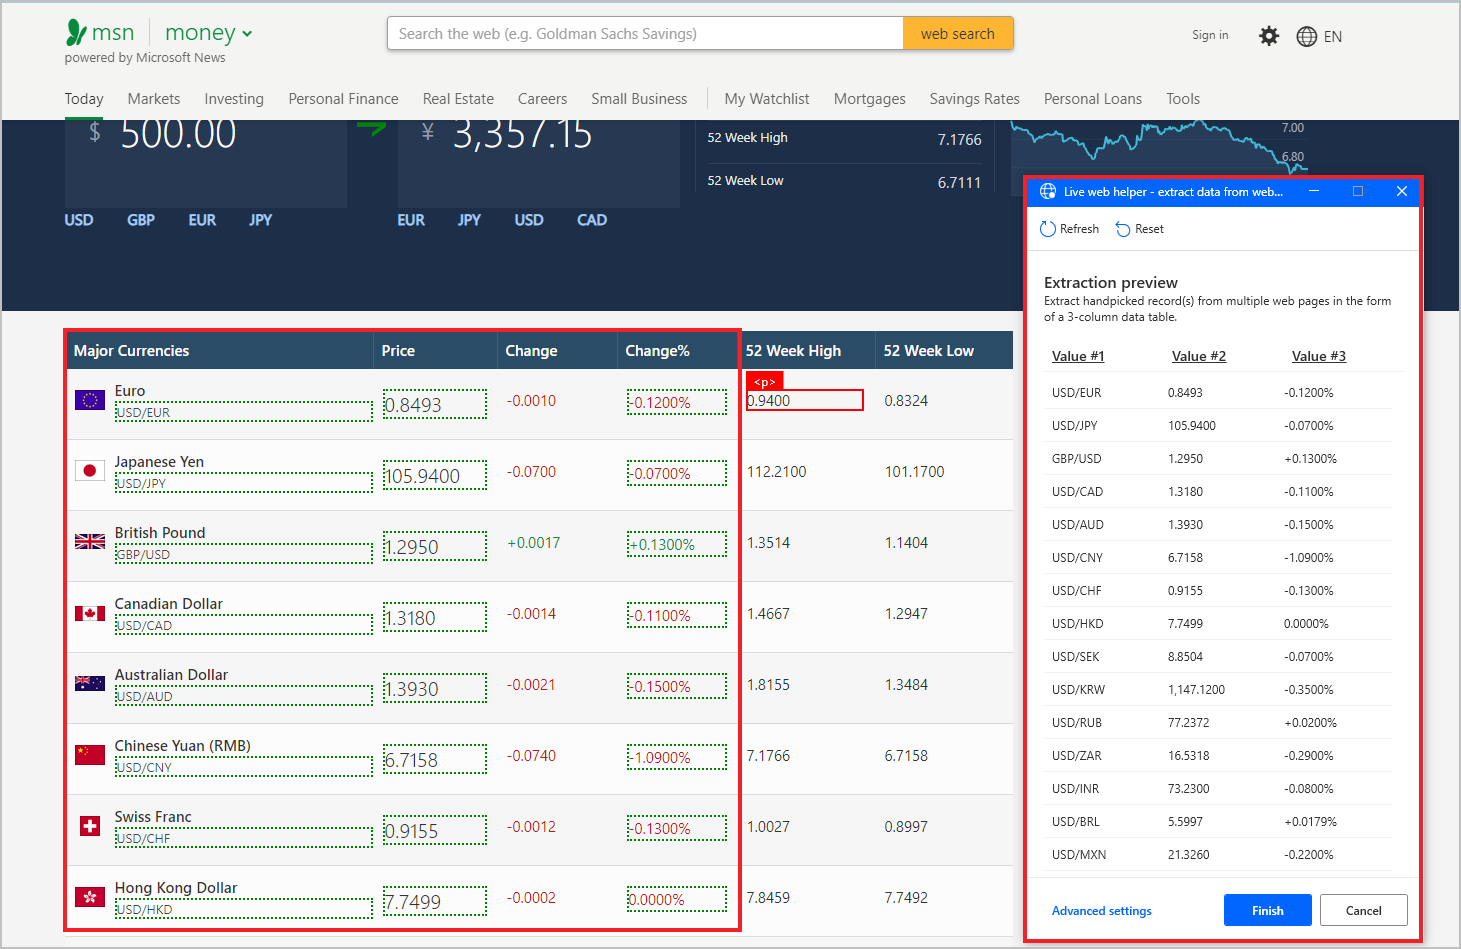 msn money
powered by Microsoft News
Search the web (e.g. Goldman Sachs Savings) web search
Sign in EN
Today Markets Investing Personal Finance Real Estate Careers Small Business My Watchlist Mortgages Savings Rates Personal Loans Tools
$ 500.00 ¥ 3,357.15
52 Week High 7.1766
52 Week Low 6.7111
7.00
6.80
USD GBP EUR JPY EUR JPY USD CAD
Major Currencies Price Change Change% 52 Week High 52 Week Low
<p>
Euro
USD/EUR 0.8493 -0.0010 -0.1200% 0.9400 0.8324
Japanese Yen
USD/JPY 105.9400 -0.0700 -0.0700% 112.2100 101.1700
British Pound
GBP/USD 1.2950 +0.0017 +0.1300% 1.3514 1.1404
Canadian Dollar
USD/CAD 1.3180 -0.0014 -0.1100% 1.4667 1.2947
Australian Dollar
USD/AUD 1.3930 -0.0021 -0.1500% 1.8155 1.3484
Chinese Yuan (RMB)
USD/CNY 6.7158 -0.0740 -1.0900% 7.1766 6.7158
Swiss Franc
USD/CHF 0.9155 -0.0012 -0.1300% 1.0027 0.8997
Hong Kong Dollar
USD/HKD 7.7499 -0.0002 0.0000% 7.8459 7.7492
Live web helper - extract data from web...
Refresh Reset
Extraction preview
Extract handpicked record(s) from multiple web pages in the form
of a 3-column data table.
Value #1 Value #2 Value #3
USD/EUR 0.8493 -0.1200%
USD/JPY 105.9400 -0.0700%
GBP/USD 1.2950 +0.1300%
USD/CAD 1.3180 -0.1100%
USD/AUD 1.3930 -0.1500%
USD/CNY 6.7158 -1.0900%
USD/CHF 0.9155 -0.1300%
USD/HKD 7.7499 0.0000%
USD/SEK 8.8504 -0.0700%
USD/KRW 1,147.1200 -0.3500%
USD/RUB 77.2372 +0.0200%
USD/ZAR 16.5318 -0.2900%
USD/INR 73.2300 -0.0800%
USD/BRL 5.5997 +0.0179%
USD/MXN 21.3260 -0.2200%
Advanced settings Finish Cancel